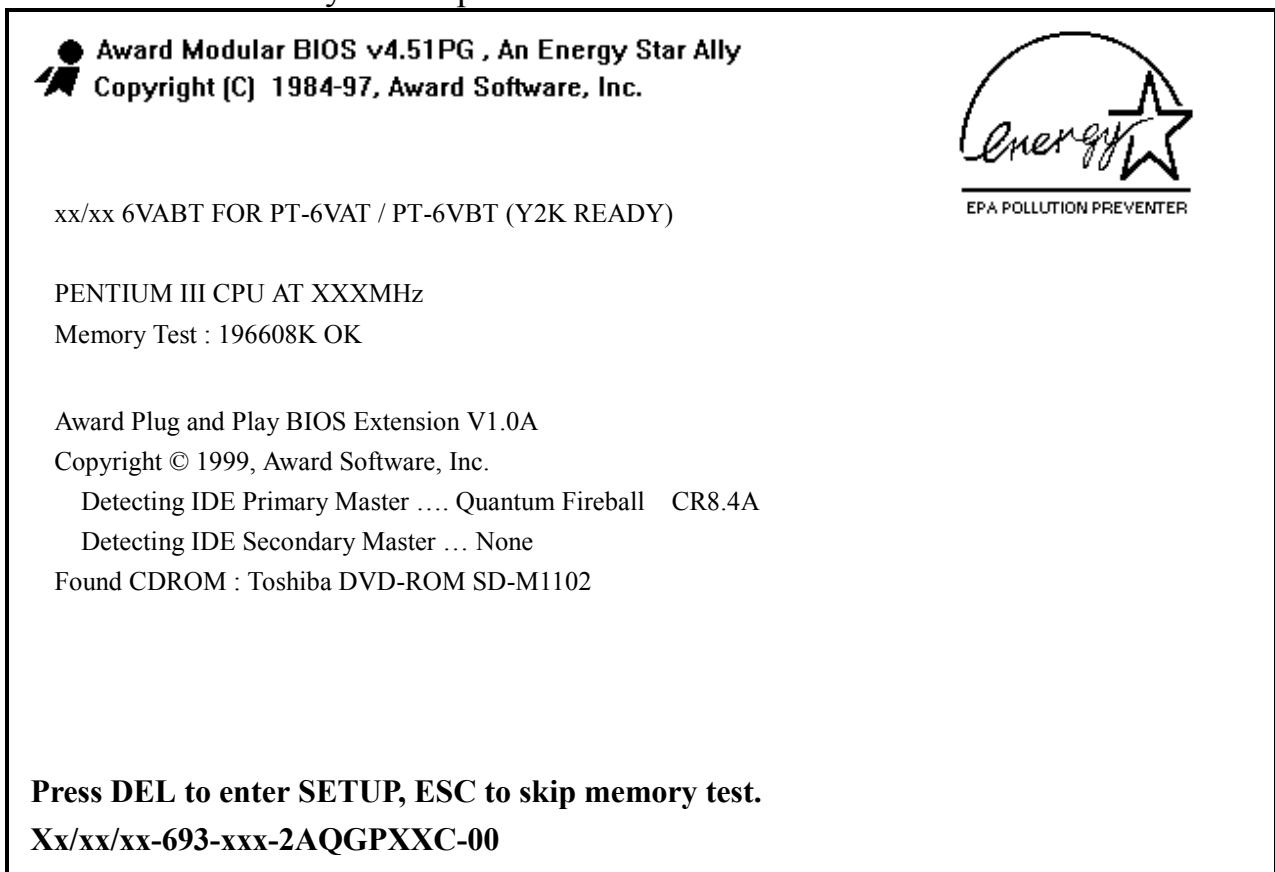 Award Modular BIOS v4.51PG , An Energy Star Ally
Copyright (C) 1984-97, Award Software, Inc.
energy
EPA POLLUTION PREVENTER
xx/xx 6VABT FOR PT-6VAT / PT-6VBT (Y2K READY)
PENTIUM III CPU AT XXXMHz
Memory Test : 196608K OK
Award Plug and Play BIOS Extension V1.0A
Copyright © 1999, Award Software, Inc.
Detecting IDE Primary Master …. Quantum Fireball CR8.4A
Detecting IDE Secondary Master … None
Found CDROM : Toshiba DVD-ROM SD-M1102
Press DEL to enter SETUP, ESC to skip memory test.
Xx/xx/xx-693-xxx-2AQGPXXC-00